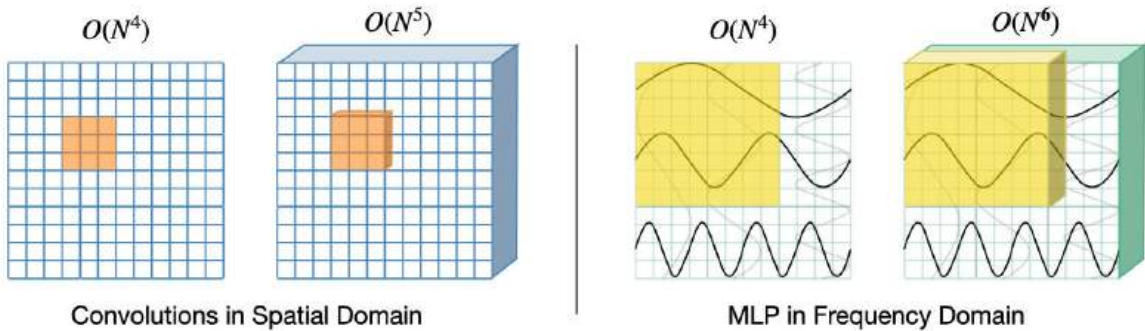 O(N⁴)
O(N⁵)
O(N⁴)
O(N⁶)
Convolutions in Spatial Domain
MLP in Frequency Domain